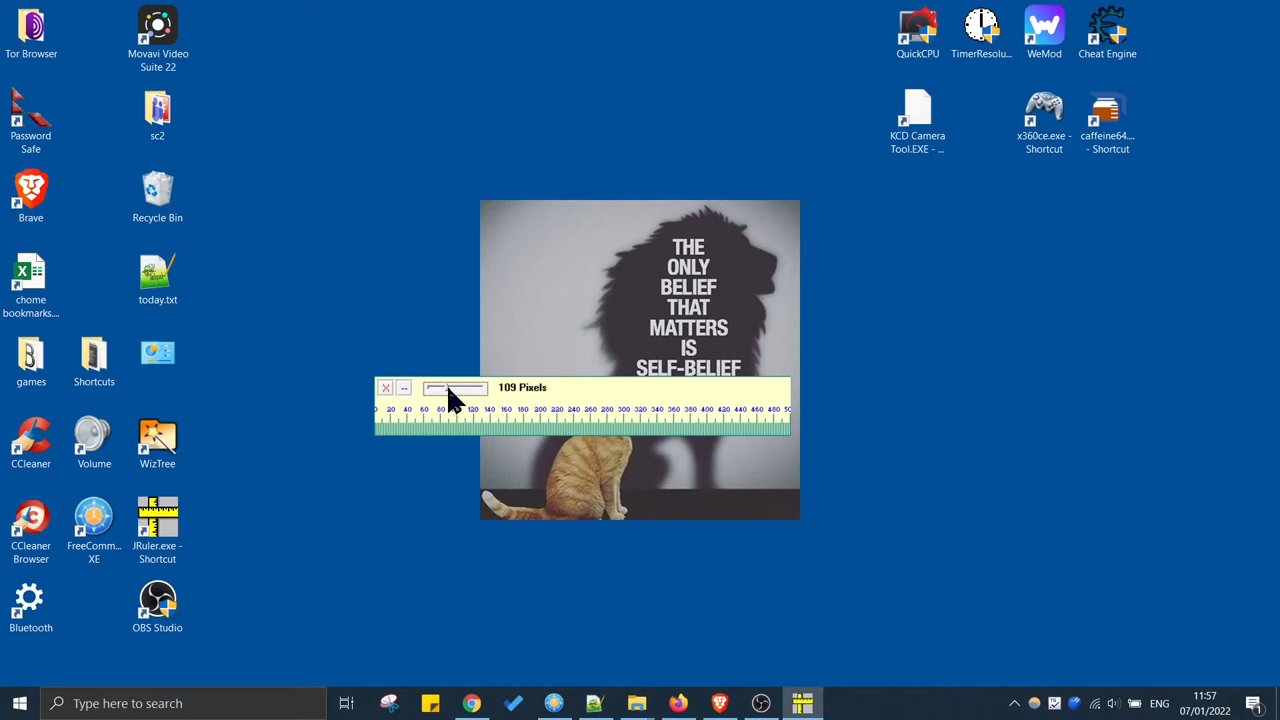 Tor Browser
Movavi Video
Suite 22
QuickCPU
TimerResolu...
WeMod
Cheat Engine
Password
Safe
sc2
KCD Camera
Tool.EXE - ...
x360ce.exe -
Shortcut
caffeine64....
- Shortcut
Brave
Recycle Bin
chome
bookmarks....
today.txt
THE
ONLY
BELIEF
THAT
MATTERS
IS
SELF-BELIEF
games
Shortcuts
X
--
109 Pixels
0 20 40 60 80 120 140 160 180 200 220 240 260 280 300 320 340 360 380 400 420 440 460 480 50
CCleaner
Volume
WizTree
CCleaner
Browser
FreeComm...
XE
JRuler.exe -
Shortcut
Bluetooth
OBS Studio
Type here to search
ENG
11:57
07/01/2022
1